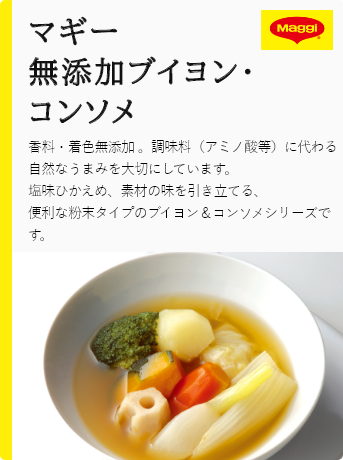 マギー
Maggi
無添加ブイヨン・
コンソメ
香料・着色無添加 。調味料（アミノ酸等）に代わる
自然なうまみを大切にしています。
塩味ひかえめ、素材の味を引き立てる、
便利な粉末タイプのブイヨン＆コンソメシリーズで
す。